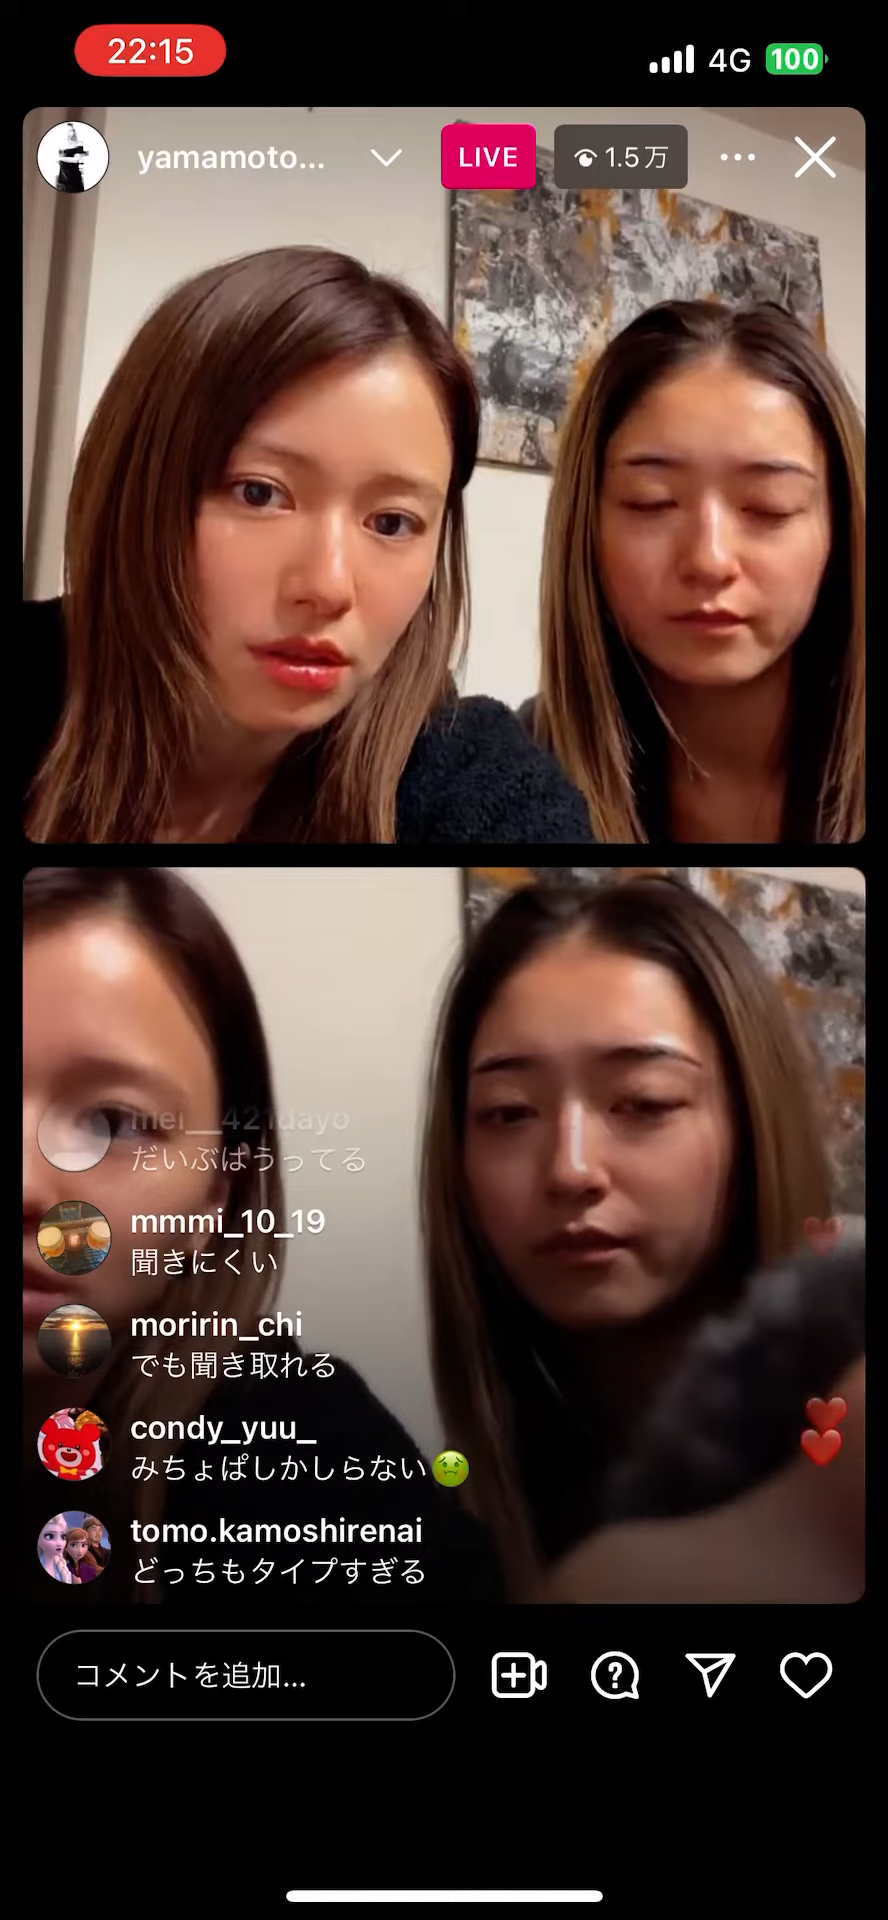 22:15
4G
100
yamamoto...
LIVE
1.5万
mei__421dayo
だいぶはうってる
mmmi_10_19
聞きにくい
moririn_chi
でも聞き取れる
condy_yuu_
みちょぱしかしらない🤢
tomo.kamoshirenai
どっちもタイプすぎる
コメントを追加...